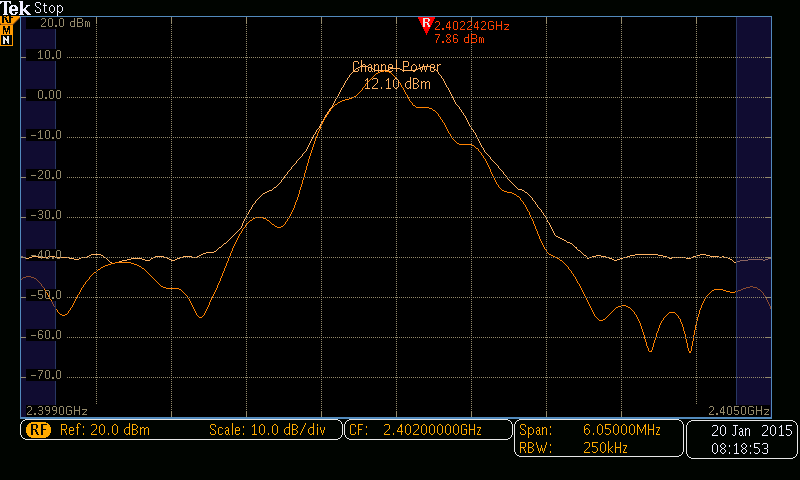 Tek Stop
RF
M
N
20.0 dBm
R 2.402242GHz
7.86 dBm
10.0
Channel Power
12.10 dBm
0.00
-10.0
-20.0
-30.0
-40.0
-50.0
-60.0
-70.0
2.3990GHz
2.4050GHz
RF Ref: 20.0 dBm Scale: 10.0 dB/div CF: 2.40200000GHz Span: 6.05000MHz
RBW: 250kHz
20 Jan 2015
08:18:53